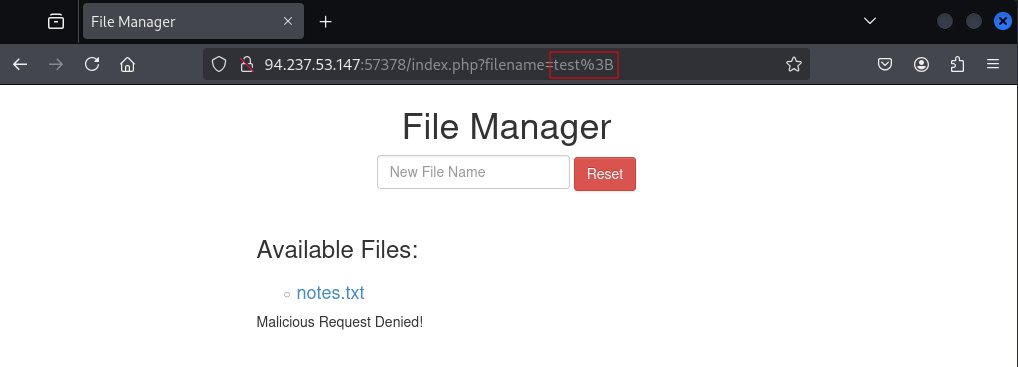 File Manager
94.237.53.147:57378/index.php?filename=test%3B
File Manager
New File Name
Reset
Available Files:
notes.txt
Malicious Request Denied!